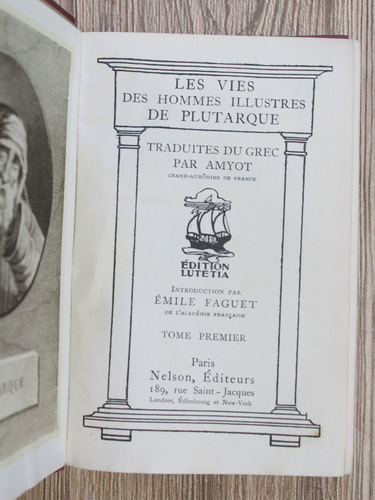 LES VIES
DES HOMMES ILLUSTRES
DE PLUTARQUE
TRADUITES DU GREC
PAR AMYOT
GRAND-AUMÔNIER DE FRANCE
ÉDITION
LUTETIA
INTRODUCTION PAR
ÉMILE FAGUET
DE L'ACADÉMIE FRANÇAISE
TOME PREMIER
Paris
Nelson, Éditeurs
189, rue Saint-Jacques
Londres, Édimbourg et New-York
ARQUE